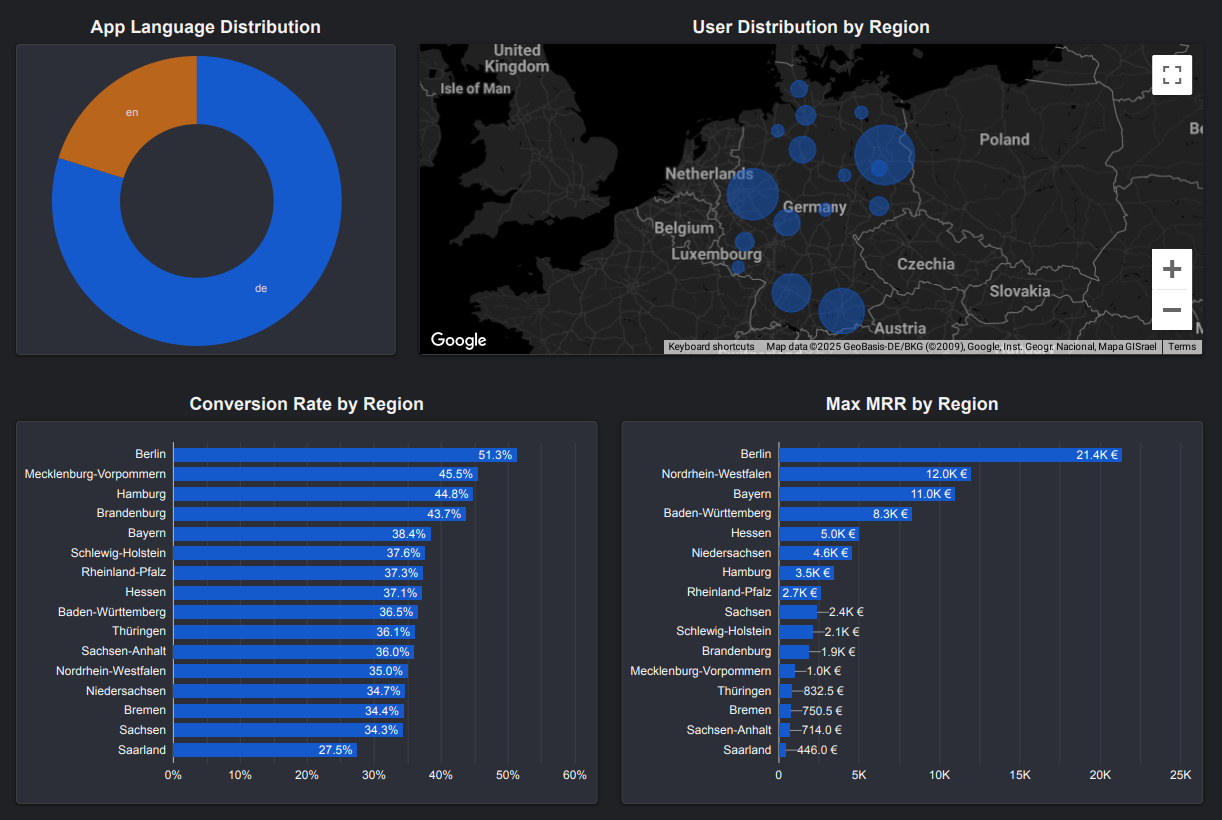 App Language Distribution
en
de
User Distribution by Region
United
Kingdom
Isle of Man
Netherlands
Belgium
Luxembourg
Germany
Poland
Czechia
Slovakia
Austria
Google
Keyboard shortcuts
Map data ©2025 GeoBasis-DE/BKG (©2009), Google, Inst. Geogr. Nacional, Mapa GISrael
Terms
Conversion Rate by Region
Berlin 51.3%
Mecklenburg-Vorpommern 45.5%
Hamburg 44.8%
Brandenburg 43.7%
Bayern 38.4%
Schlewig-Holstein 37.6%
Rheinland-Pfalz 37.3%
Hessen 37.1%
Baden-Württemberg 36.5%
Thüringen 36.1%
Sachsen-Anhalt 36.0%
Nordrhein-Westfalen 35.0%
Niedersachsen 34.7%
Bremen 34.4%
Sachsen 34.3%
Saarland 27.5%
0% 10% 20% 30% 40% 50% 60%
Max MRR by Region
Berlin 21.4K €
Nordrhein-Westfalen 12.0K €
Bayern 11.0K €
Baden-Württemberg 8.3K €
Hessen 5.0K €
Niedersachsen 4.6K €
Hamburg 3.5K €
Rheinland-Pfalz 2.7K €
Sachsen 2.4K €
Schlewig-Holstein 2.1K €
Brandenburg 1.9K €
Mecklenburg-Vorpommern 1.0K €
Thüringen 832.5 €
Bremen 750.5 €
Sachsen-Anhalt 714.0 €
Saarland 446.0 €
0 5K 10K 15K 20K 25K